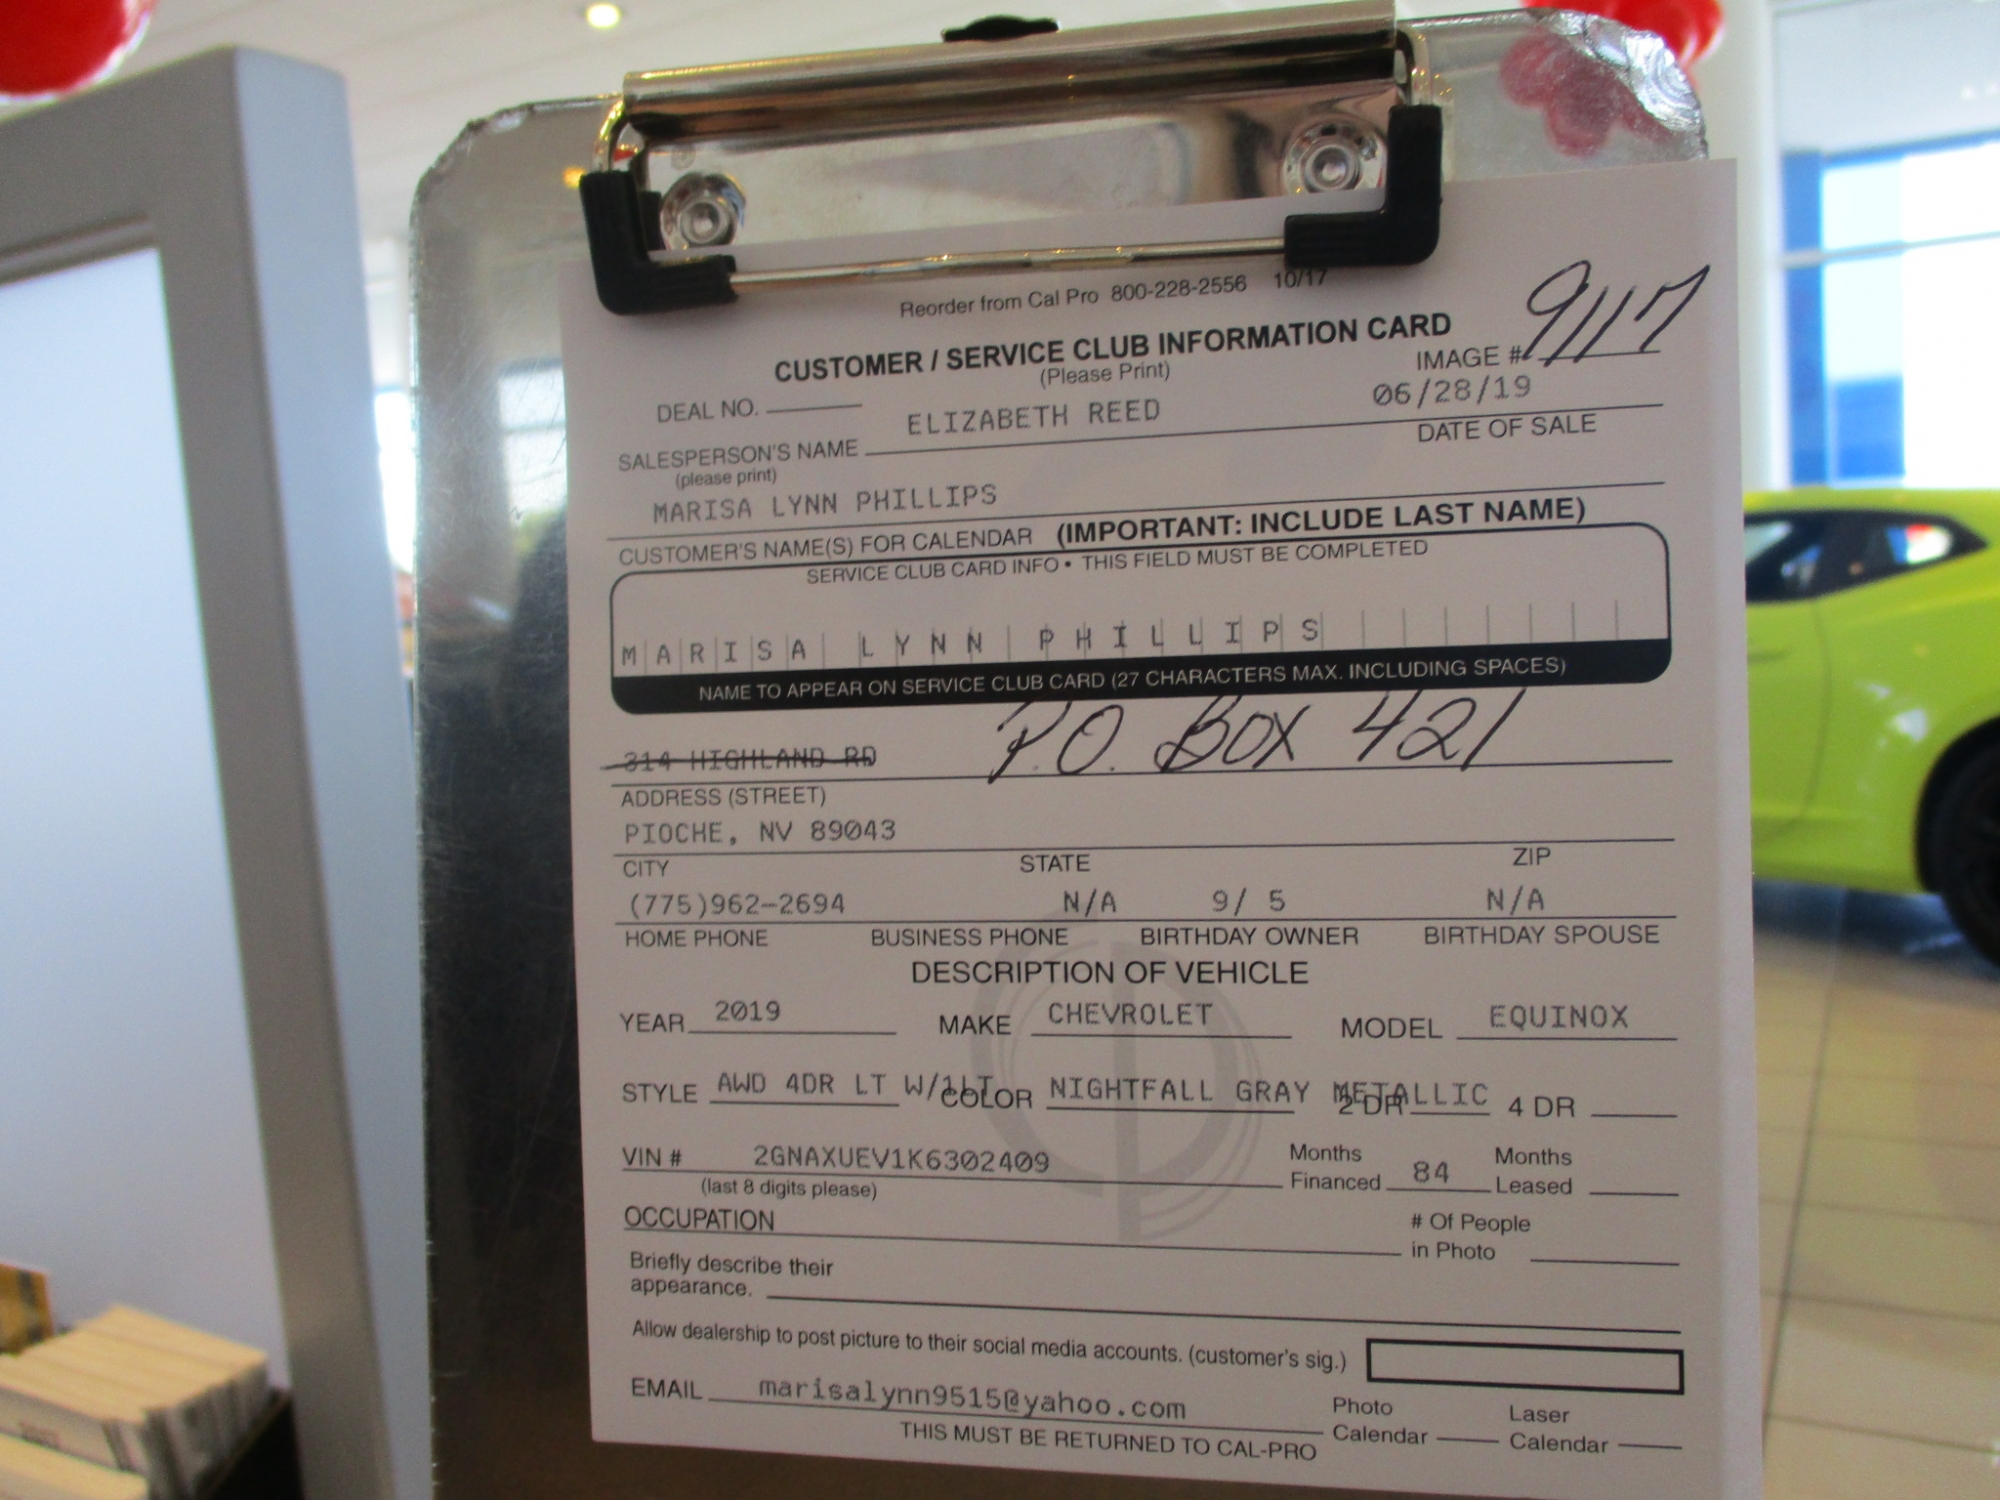 Reorder from Cal Pro 800-228-2556 10/17
CUSTOMER / SERVICE CLUB INFORMATION CARD
(Please Print)
IMAGE # 9117
DEAL NO.
ELIZABETH REED
06/28/19
SALESPERSON'S NAME
DATE OF SALE
(please print)
MARISA LYNN PHILLIPS
CUSTOMER'S NAME(S) FOR CALENDAR (IMPORTANT: INCLUDE LAST NAME)
SERVICE CLUB CARD INFO • THIS FIELD MUST BE COMPLETED
MARISA LYNN PHILLIPS
NAME TO APPEAR ON SERVICE CLUB CARD (27 CHARACTERS MAX. INCLUDING SPACES)
314 HIGHLAND RD P.O. Box 421
ADDRESS (STREET)
PIOCHE, NV 89043
CITY STATE ZIP
(775)962-2694 N/A 9/ 5 N/A
HOME PHONE BUSINESS PHONE BIRTHDAY OWNER BIRTHDAY SPOUSE
DESCRIPTION OF VEHICLE
YEAR 2019 MAKE CHEVROLET MODEL EQUINOX
STYLE AWD 4DR LT W/1LT COLOR NIGHTFALL GRAY METALLIC 2 DR 4 DR
VIN # 2GNAXUEV1K6302409 Months Financed 84 Months Leased
(last 8 digits please)
OCCUPATION # Of People in Photo
Briefly describe their
appearance.
Allow dealership to post picture to their social media accounts. (customer's sig.)
EMAIL marisalynn9515@yahoo.com Photo Calendar Laser Calendar
THIS MUST BE RETURNED TO CAL-PRO